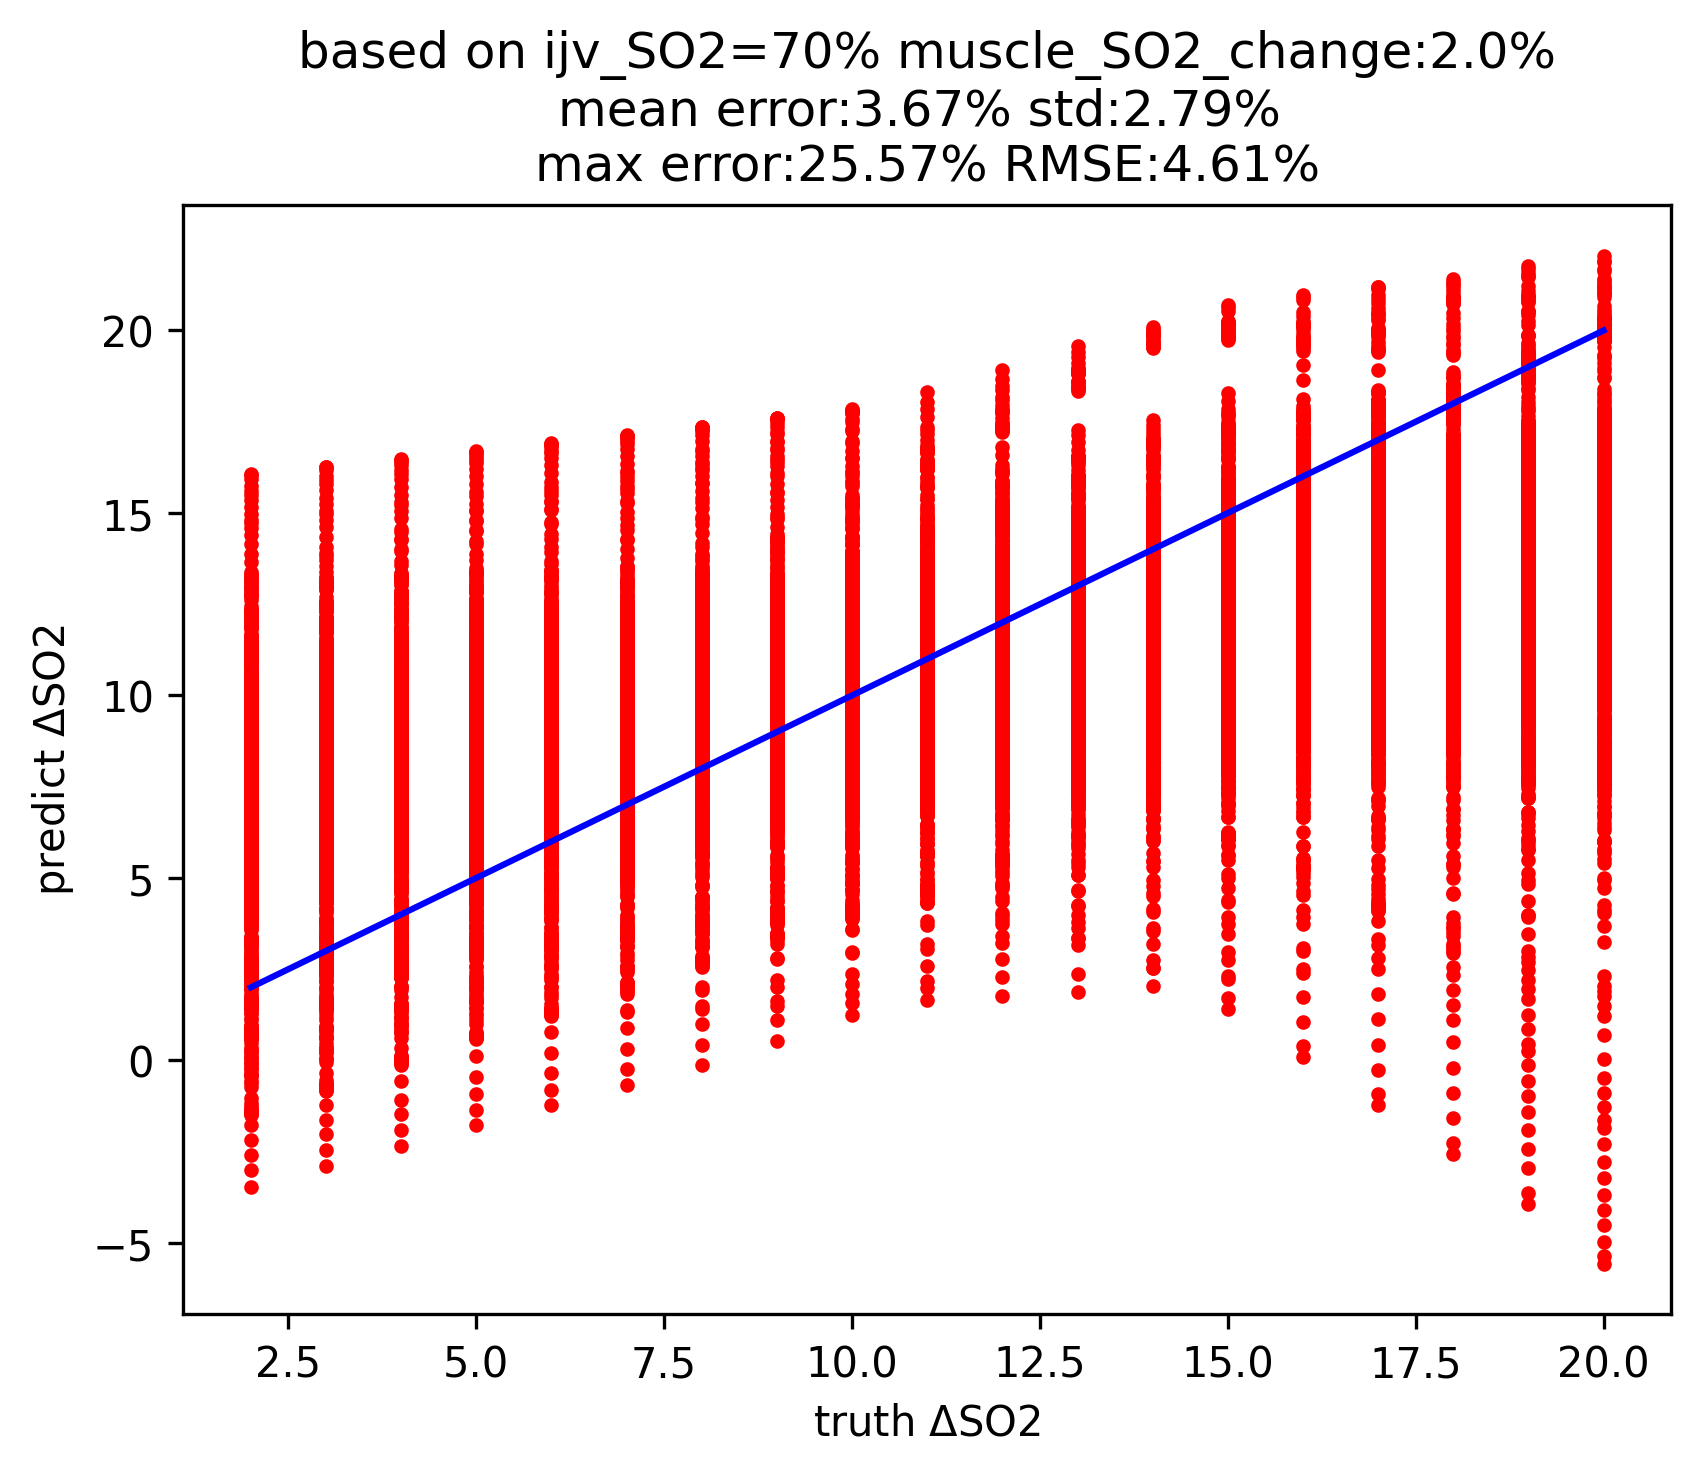 based on ijv_SO2=70% muscle_SO2_change:2.0%
mean error:3.67% std:2.79%
max error:25.57% RMSE:4.61%
20
15
10
5
0
−5
predict ΔSO2
2.5 5.0 7.5 10.0 12.5 15.0 17.5 20.0
truth ΔSO2